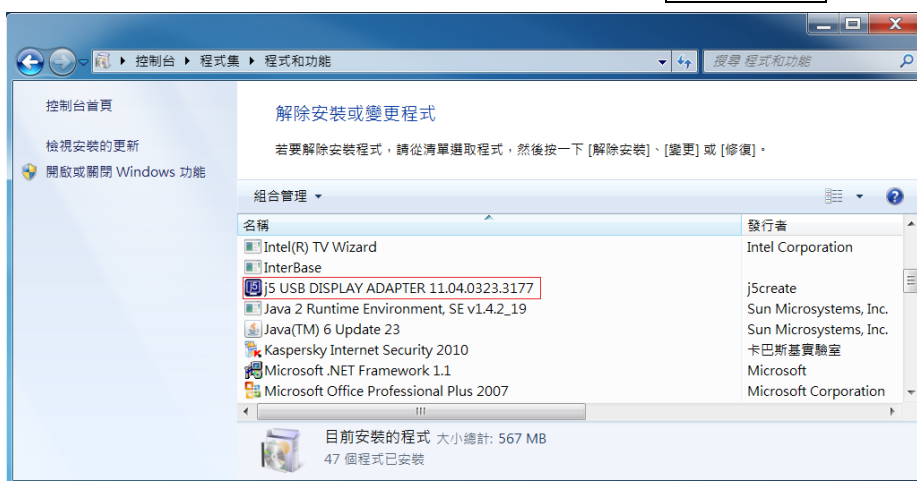 控制台 ▸ 程式集 ▸ 程式和功能
搜尋 程式和功能
控制台首頁
檢視安裝的更新
開啟或關閉 Windows 功能
解除安裝或變更程式
若要解除安裝程式，請從清單選取程式，然後按一下 [解除安裝]、[變更] 或 [修復]。
組合管理
名稱 發行者
Intel(R) TV Wizard Intel Corporation
InterBase
j5 USB DISPLAY ADAPTER 11.04.0323.3177 j5create
Java 2 Runtime Environment, SE v1.4.2_19 Sun Microsystems, Inc.
Java(TM) 6 Update 23 Sun Microsystems, Inc.
Kaspersky Internet Security 2010 卡巴斯基實驗室
Microsoft .NET Framework 1.1 Microsoft
Microsoft Office Professional Plus 2007 Microsoft Corporation
目前安裝的程式 大小總計: 567 MB
47 個程式已安裝